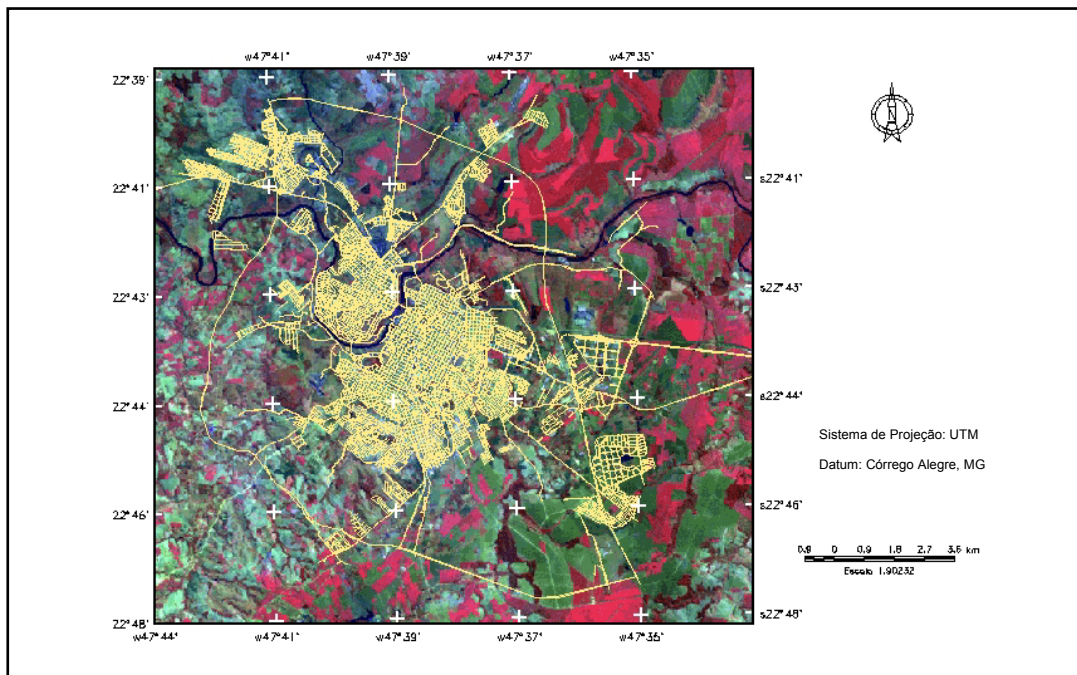 w47°41' w47°39' w47°37' w47°35'
22°39'
22°41' s22°41'
22°43' s22°43'
22°44' s22°44'
Sistema de Projeção: UTM
Datum: Córrego Alegre, MG
22°46' s22°46'
0.9 0 0.9 1.8 2.7 3.6 km
Escala 1.90232
22°48' s22°48'
w47°44' w47°41' w47°39' w47°37' w47°35'